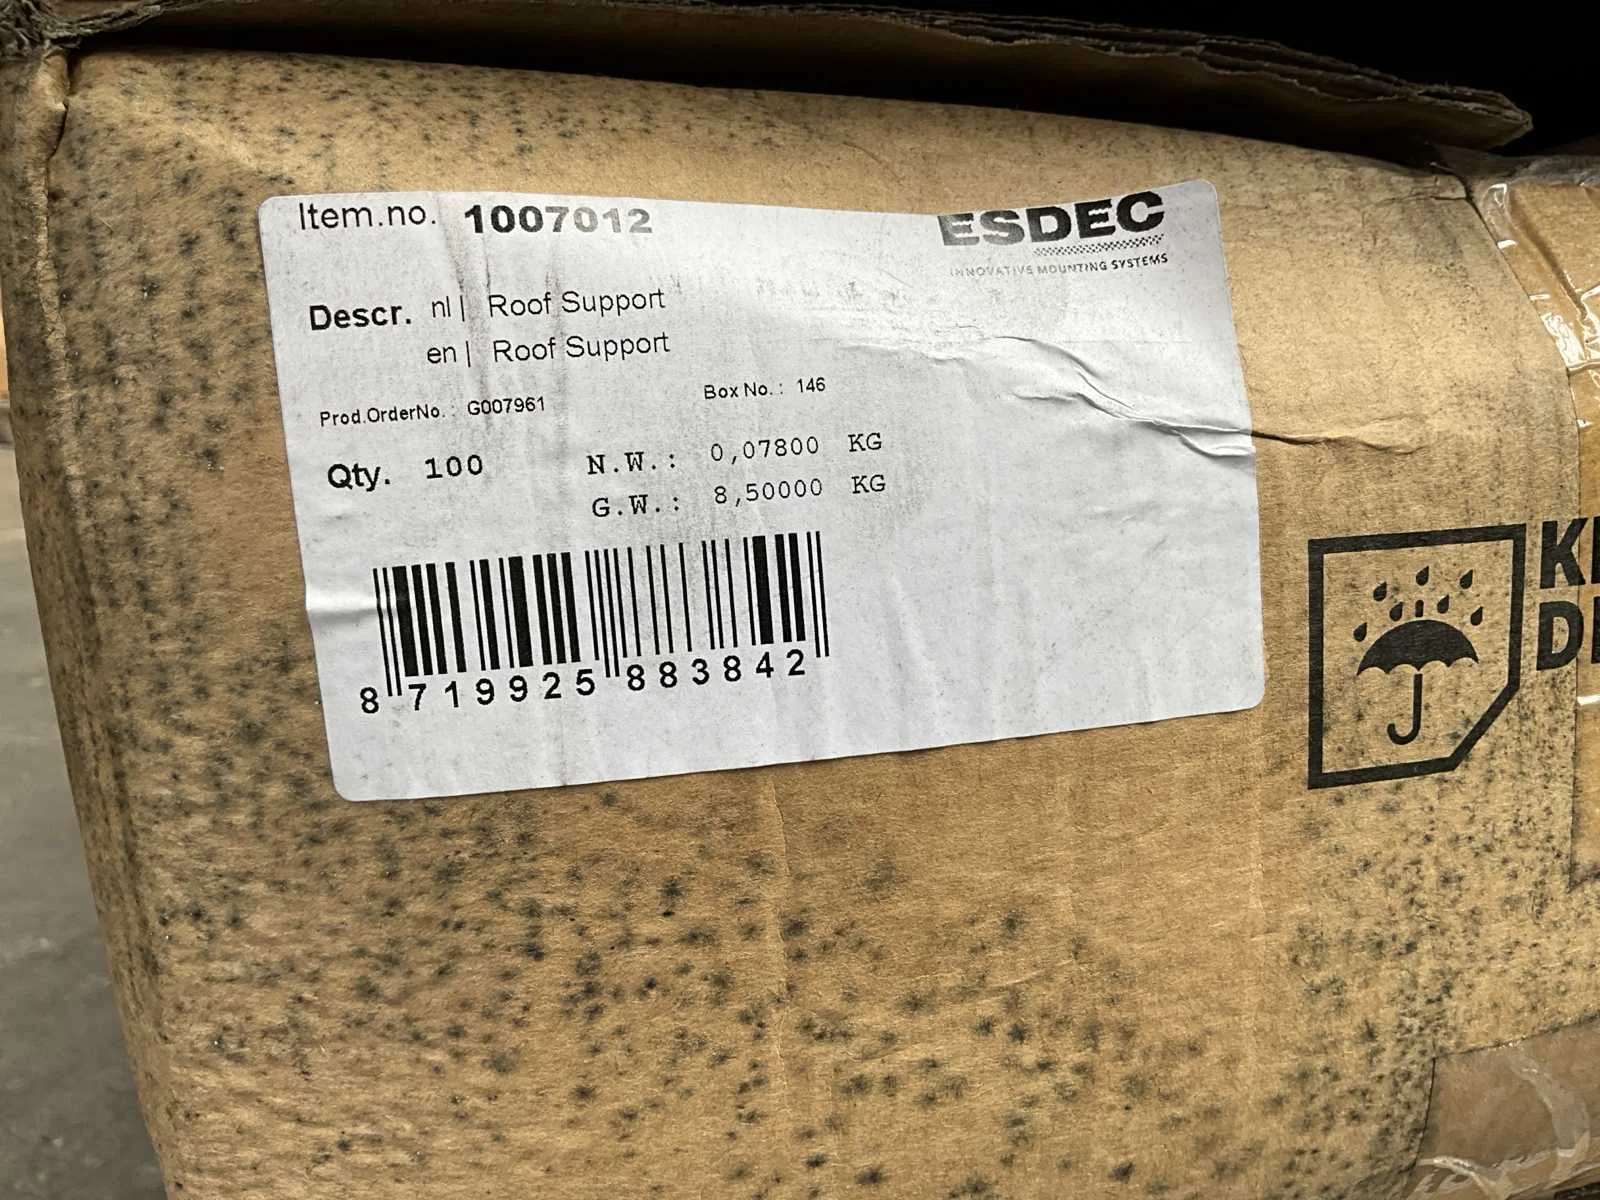 Item.no. 1007012
ESDEC
INNOVATIVE MOUNTING SYSTEMS
Descr. nl | Roof Support
en | Roof Support
Prod.OrderNo. : G007961
Box No. : 146
Qty. 100
N.W.: 0,07800 KG
G.W.: 8,50000 KG
8 719925 883842